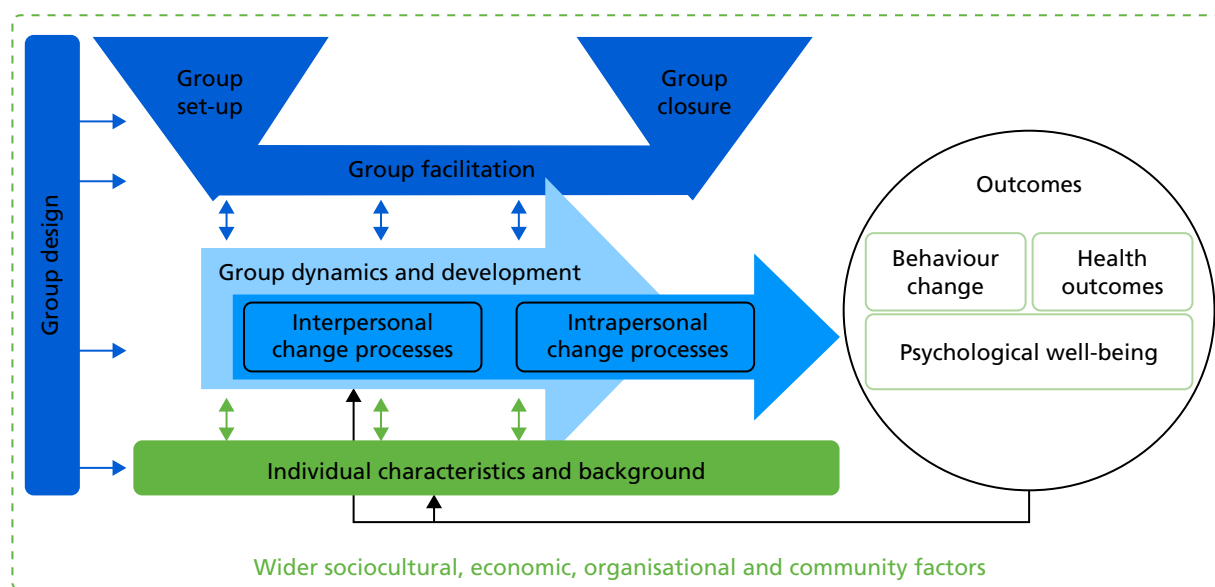 Group design
Group
set-up
Group
closure
Group facilitation
Group dynamics and development
Interpersonal
change processes
Intrapersonal
change processes
Individual characteristics and background
Outcomes
Behaviour
change
Health
outcomes
Psychological well-being
Wider sociocultural, economic, organisational and community factors